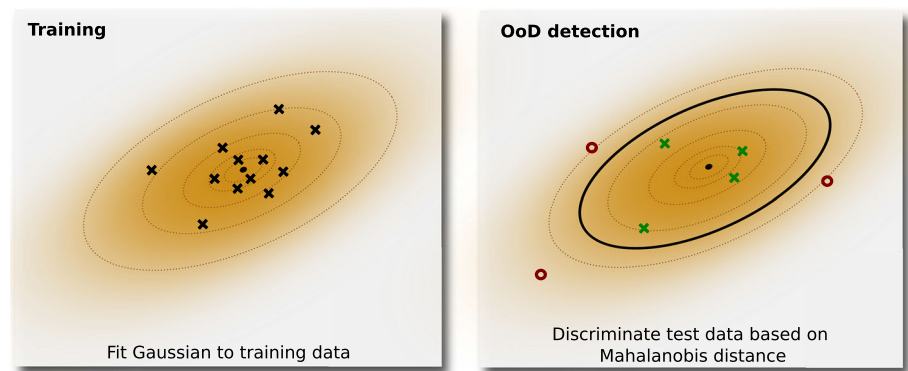 Training
Fit Gaussian to training data
OoD detection
Discriminate test data based on
Mahalanobis distance